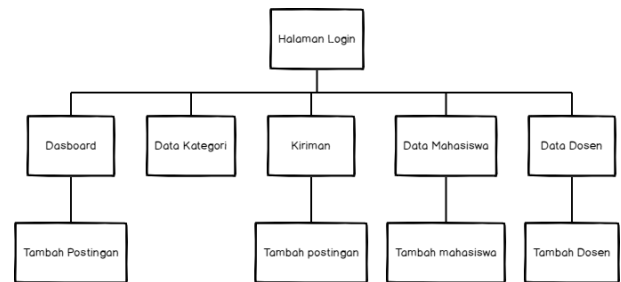 Halaman Login
Dasboard
Data Kategori
Kiriman
Data Mahasiswa
Data Dosen
Tambah Postingan
Tambah postingan
Tambah mahasiswa
Tambah Dosen